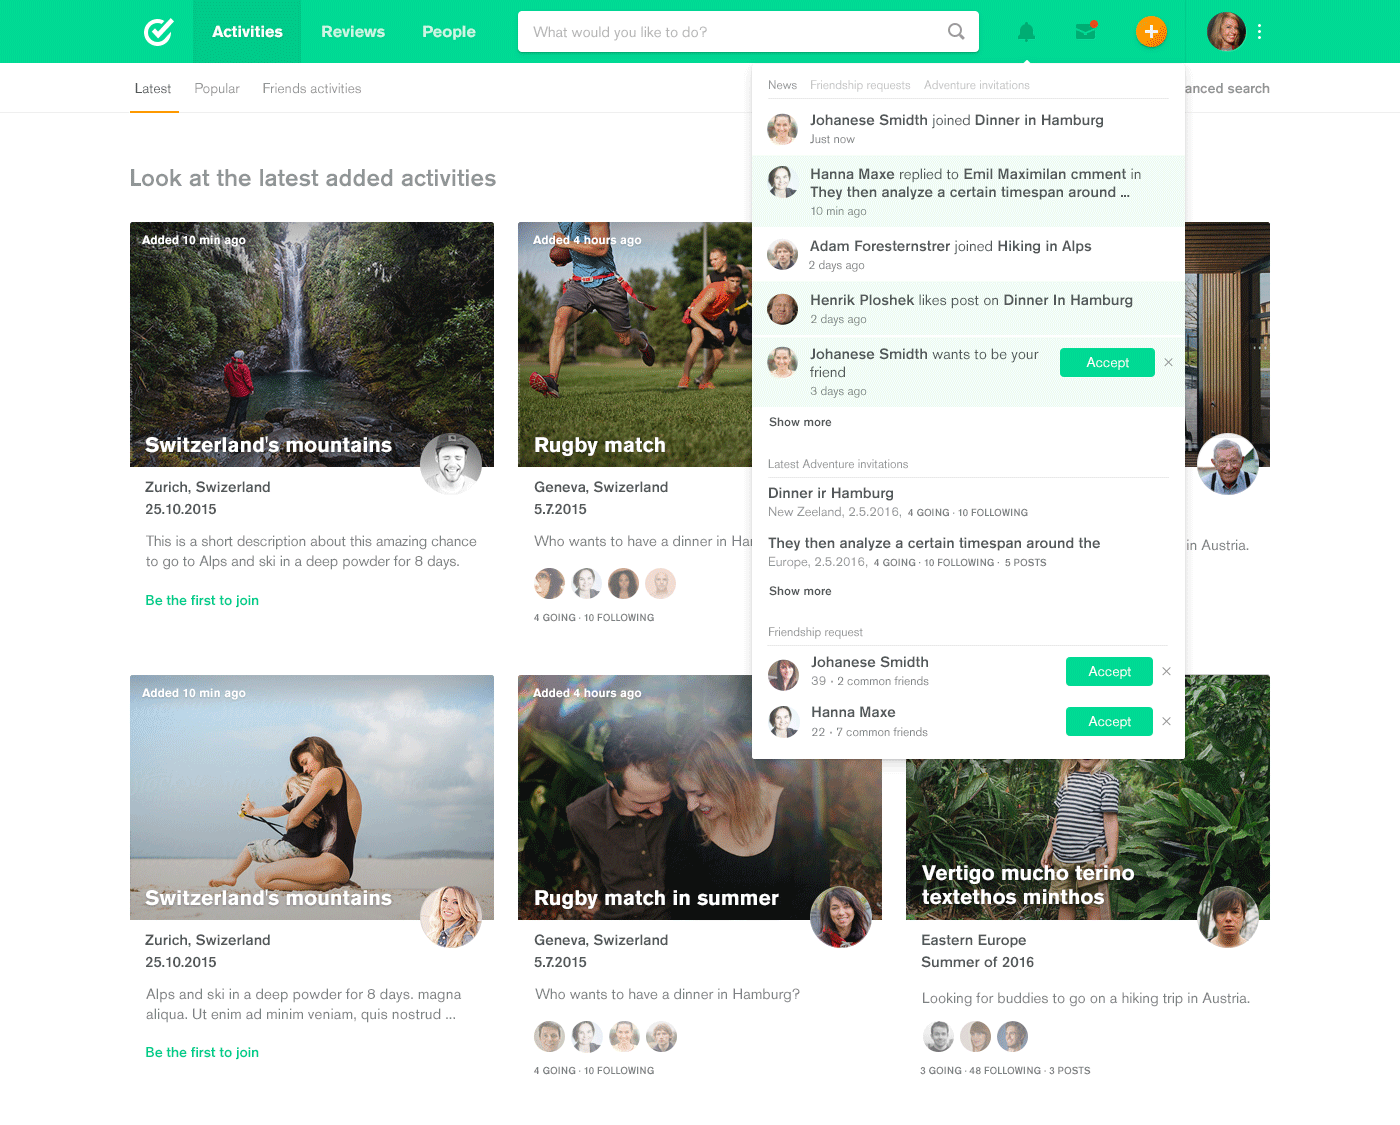 Activities
Reviews
People
What would you like to do?
Latest
Popular
Friends activities
anced search
News
Friendship requests
Adventure invitations
Johanese Smidth joined Dinner in Hamburg
Just now
Hanna Maxe replied to Emil Maximilan cmment in
They then analyze a certain timespan around ...
10 min ago
Adam Foresternstrer joined Hiking in Alps
2 days ago
Henrik Ploshek likes post on Dinner In Hamburg
2 days ago
Johanese Smidth wants to be your
friend
3 days ago
Accept
Show more
Latest Adventure invitations
Dinner ir Hamburg
New Zeeland, 2.5.2016, 4 GOING · 10 FOLLOWING
They then analyze a certain timespan around the
Europe, 2.5.2016, 4 GOING · 10 FOLLOWING · 5 POSTS
Show more
Friendship request
Johanese Smidth
39 · 2 common friends
Accept
Hanna Maxe
22 · 7 common friends
Accept
Look at the latest added activities
Added 10 min ago
Switzerland's mountains
Zurich, Swizerland
25.10.2015
This is a short description about this amazing chance
to go to Alps and ski in a deep powder for 8 days.
Be the first to join
Added 4 hours ago
Rugby match
Geneva, Swizerland
5.7.2015
Who wants to have a dinner in Ha
4 GOING · 10 FOLLOWING
in Austria.
Added 10 min ago
Switzerland's mountains
Zurich, Swizerland
25.10.2015
Alps and ski in a deep powder for 8 days. magna
aliqua. Ut enim ad minim veniam, quis nostrud ...
Be the first to join
Added 4 hours ago
Rugby match in summer
Geneva, Swizerland
5.7.2015
Who wants to have a dinner in Hamburg?
4 GOING · 10 FOLLOWING
Vertigo mucho terino
textethos minthos
Eastern Europe
Summer of 2016
Looking for buddies to go on a hiking trip in Austria.
3 GOING · 48 FOLLOWING · 3 POSTS